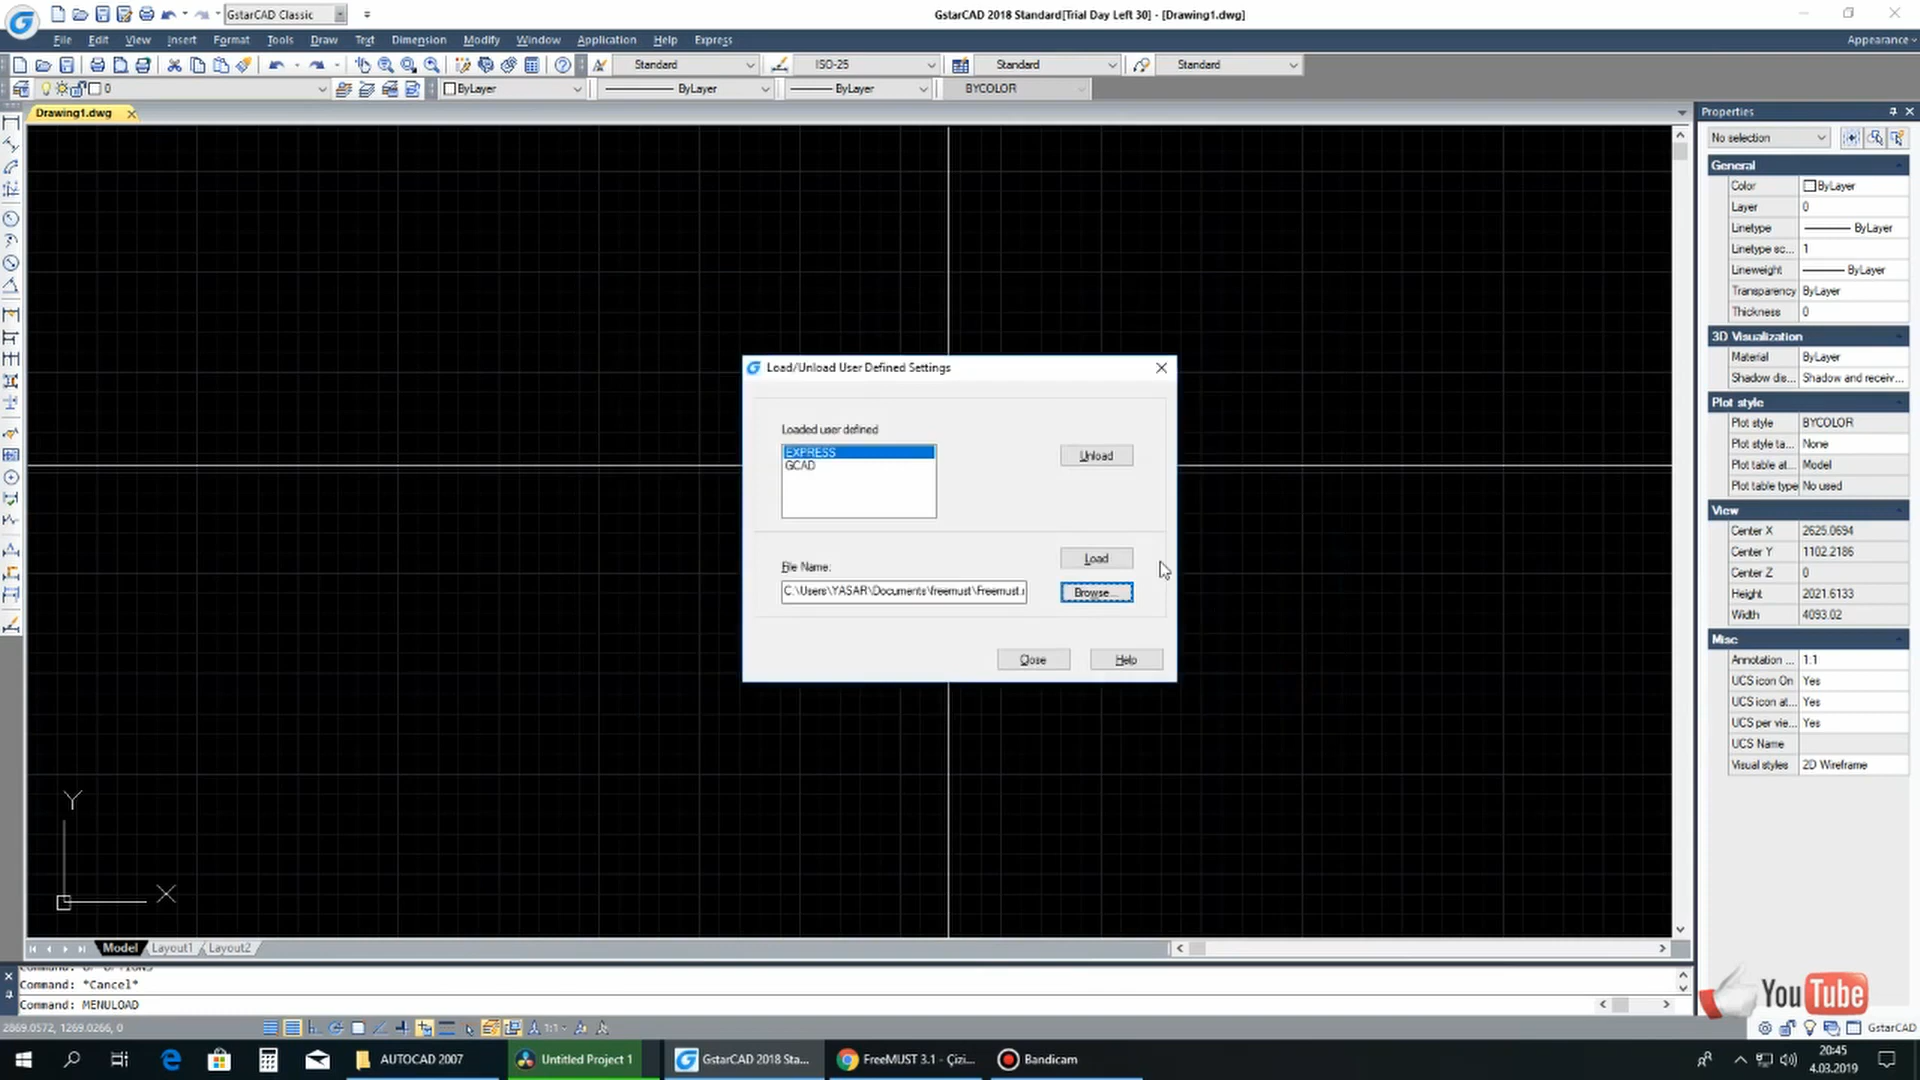 GstarCAD Classic
GstarCAD 2018 Standard[Trial Day Left 30] - [Drawing1.dwg]
File Edit View Insert Format Tools Draw Text Dimension Modify Window Application Help Express
Appearance
Standard ISO-25 Standard Standard
0 ByLayer ByLayer ByLayer BYCOLOR
Drawing1.dwg
Properties
No selection
General
Color ByLayer
Layer 0
Linetype ByLayer
Linetype sc... 1
Lineweight ByLayer
Transparency ByLayer
Thickness 0
3D Visualization
Material ByLayer
Shadow dis... Shadow and receiv...
Plot style
Plot style BYCOLOR
Plot style ta... None
Plot table at... Model
Plot table type No used
View
Center X 2625.0694
Center Y 1102.2186
Center Z 0
Height 2021.6133
Width 4093.02
Misc
Annotation ... 1:1
UCS icon On Yes
UCS icon at... Yes
UCS per vie... Yes
UCS Name
Visual styles 2D Wireframe
Load/Unload User Defined Settings
Loaded user defined
EXPRESS
GCAD
Unload
File Name:
Load
C:\Users\YASAR\Documents\freemust\Freemust.
Browse...
Close Help
Y
X
Model Layout1 Layout2
Command: *Cancel*
Command: MENULOAD
2869.0572, 1269.0266, 0
1:1
GstarCAD
YouTube
AUTOCAD 2007
Untitled Project 1
GstarCAD 2018 Sta...
FreeMUST 3.1 - Çizi...
Bandicam
20:45
4.03.2019